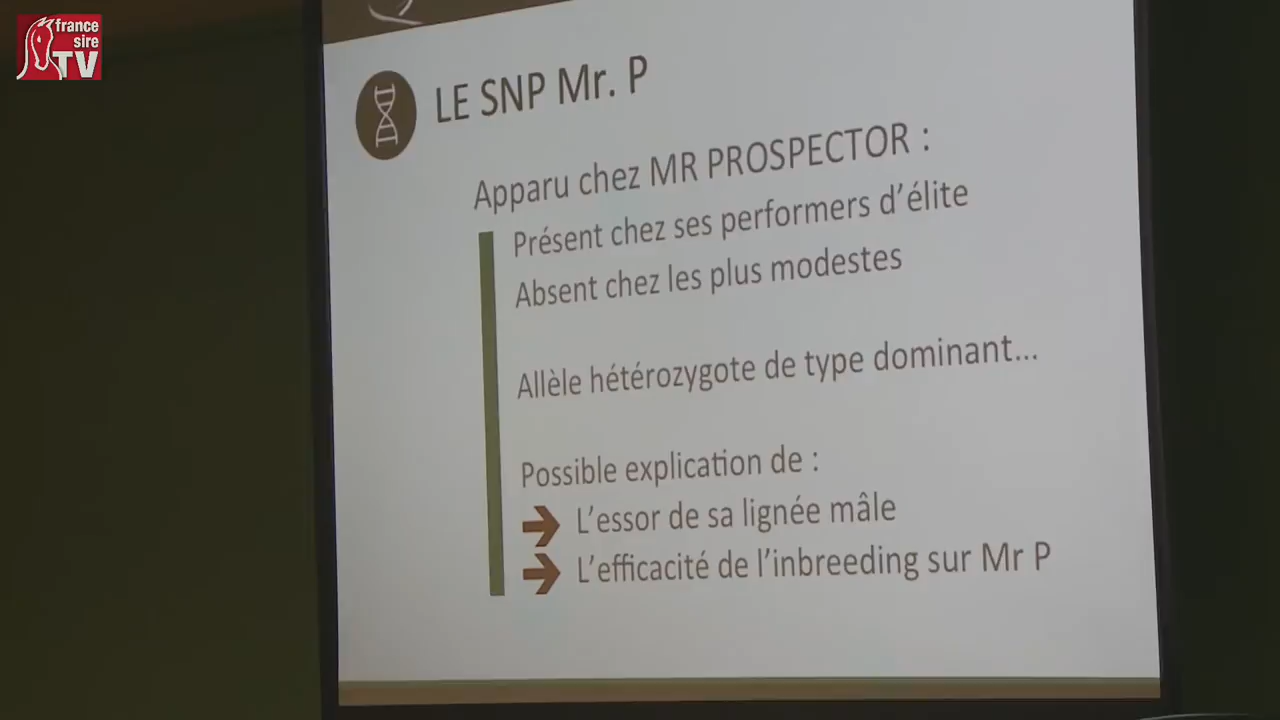 france
sire
TV
LE SNP Mr. P
Apparu chez MR PROSPECTOR :
Présent chez ses performers d'élite
Absent chez les plus modestes
Allèle hétérozygote de type dominant...
Possible explication de :
L'essor de sa lignée mâle
L'efficacité de l'inbreeding sur Mr P